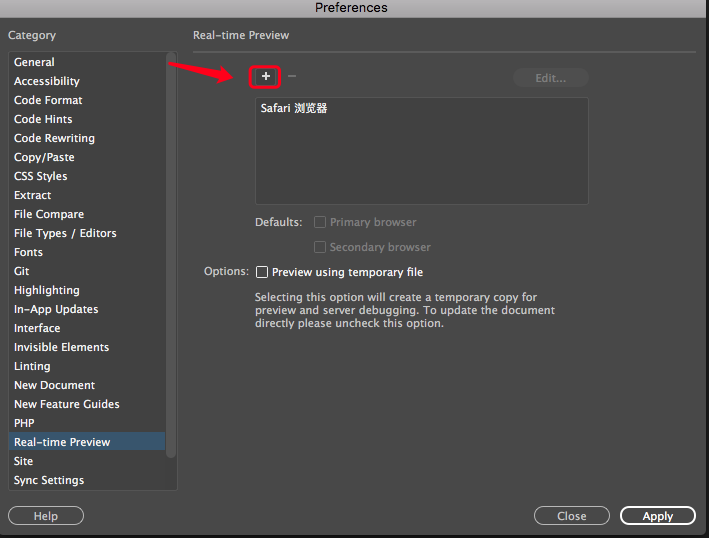 Preferences
Category
General
Accessibility
Code Format
Code Hints
Code Rewriting
Copy/Paste
CSS Styles
Extract
File Compare
File Types / Editors
Fonts
Git
Highlighting
In-App Updates
Interface
Invisible Elements
Linting
New Document
New Feature Guides
PHP
Real-time Preview
Site
Sync Settings
Real-time Preview
+ −
Edit...
Safari 浏览器
Defaults: Primary browser
Secondary browser
Options: Preview using temporary file
Selecting this option will create a temporary copy for
preview and server debugging. To update the document
directly please uncheck this option.
Help
Close
Apply